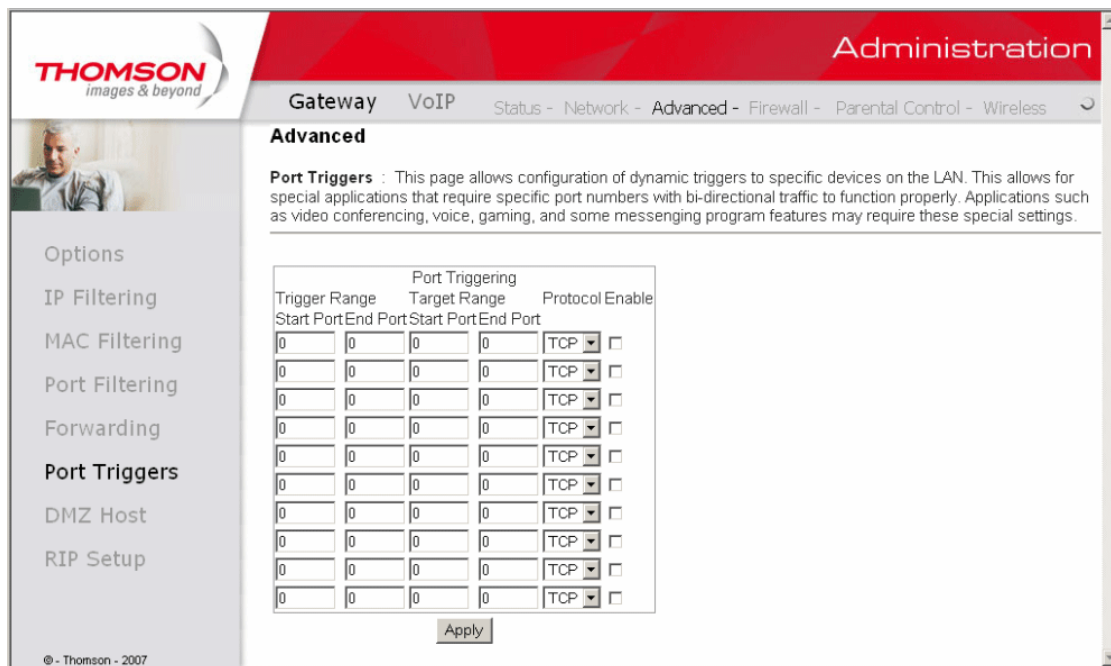 THOMSON
images & beyond
Administration
Gateway VoIP Status - Network - Advanced - Firewall - Parental Control - Wireless
Advanced
Port Triggers : This page allows configuration of dynamic triggers to specific devices on the LAN. This allows for
special applications that require specific port numbers with bi-directional traffic to function properly. Applications such
as video conferencing, voice, gaming, and some messenging program features may require these special settings.
Options
IP Filtering
MAC Filtering
Port Filtering
Forwarding
Port Triggers
DMZ Host
RIP Setup
Port Triggering
Trigger Range Target Range Protocol Enable
Start Port End Port Start Port End Port
0 0 0 0 TCP
0 0 0 0 TCP
0 0 0 0 TCP
0 0 0 0 TCP
0 0 0 0 TCP
0 0 0 0 TCP
0 0 0 0 TCP
0 0 0 0 TCP
0 0 0 0 TCP
0 0 0 0 TCP
Apply
© - Thomson - 2007